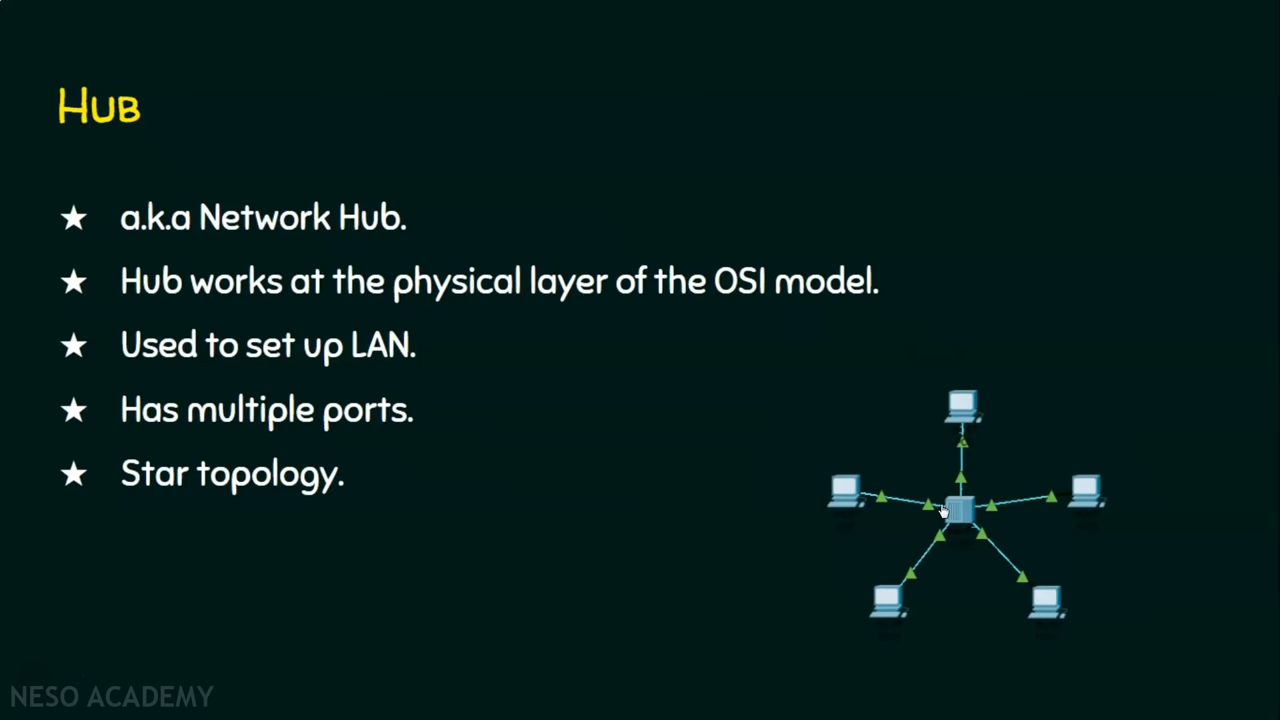 Hub
★ a.k.a Network Hub.
★ Hub works at the physical layer of the OSI model.
★ Used to set up LAN.
★ Has multiple ports.
★ Star topology.
NESO ACADEMY